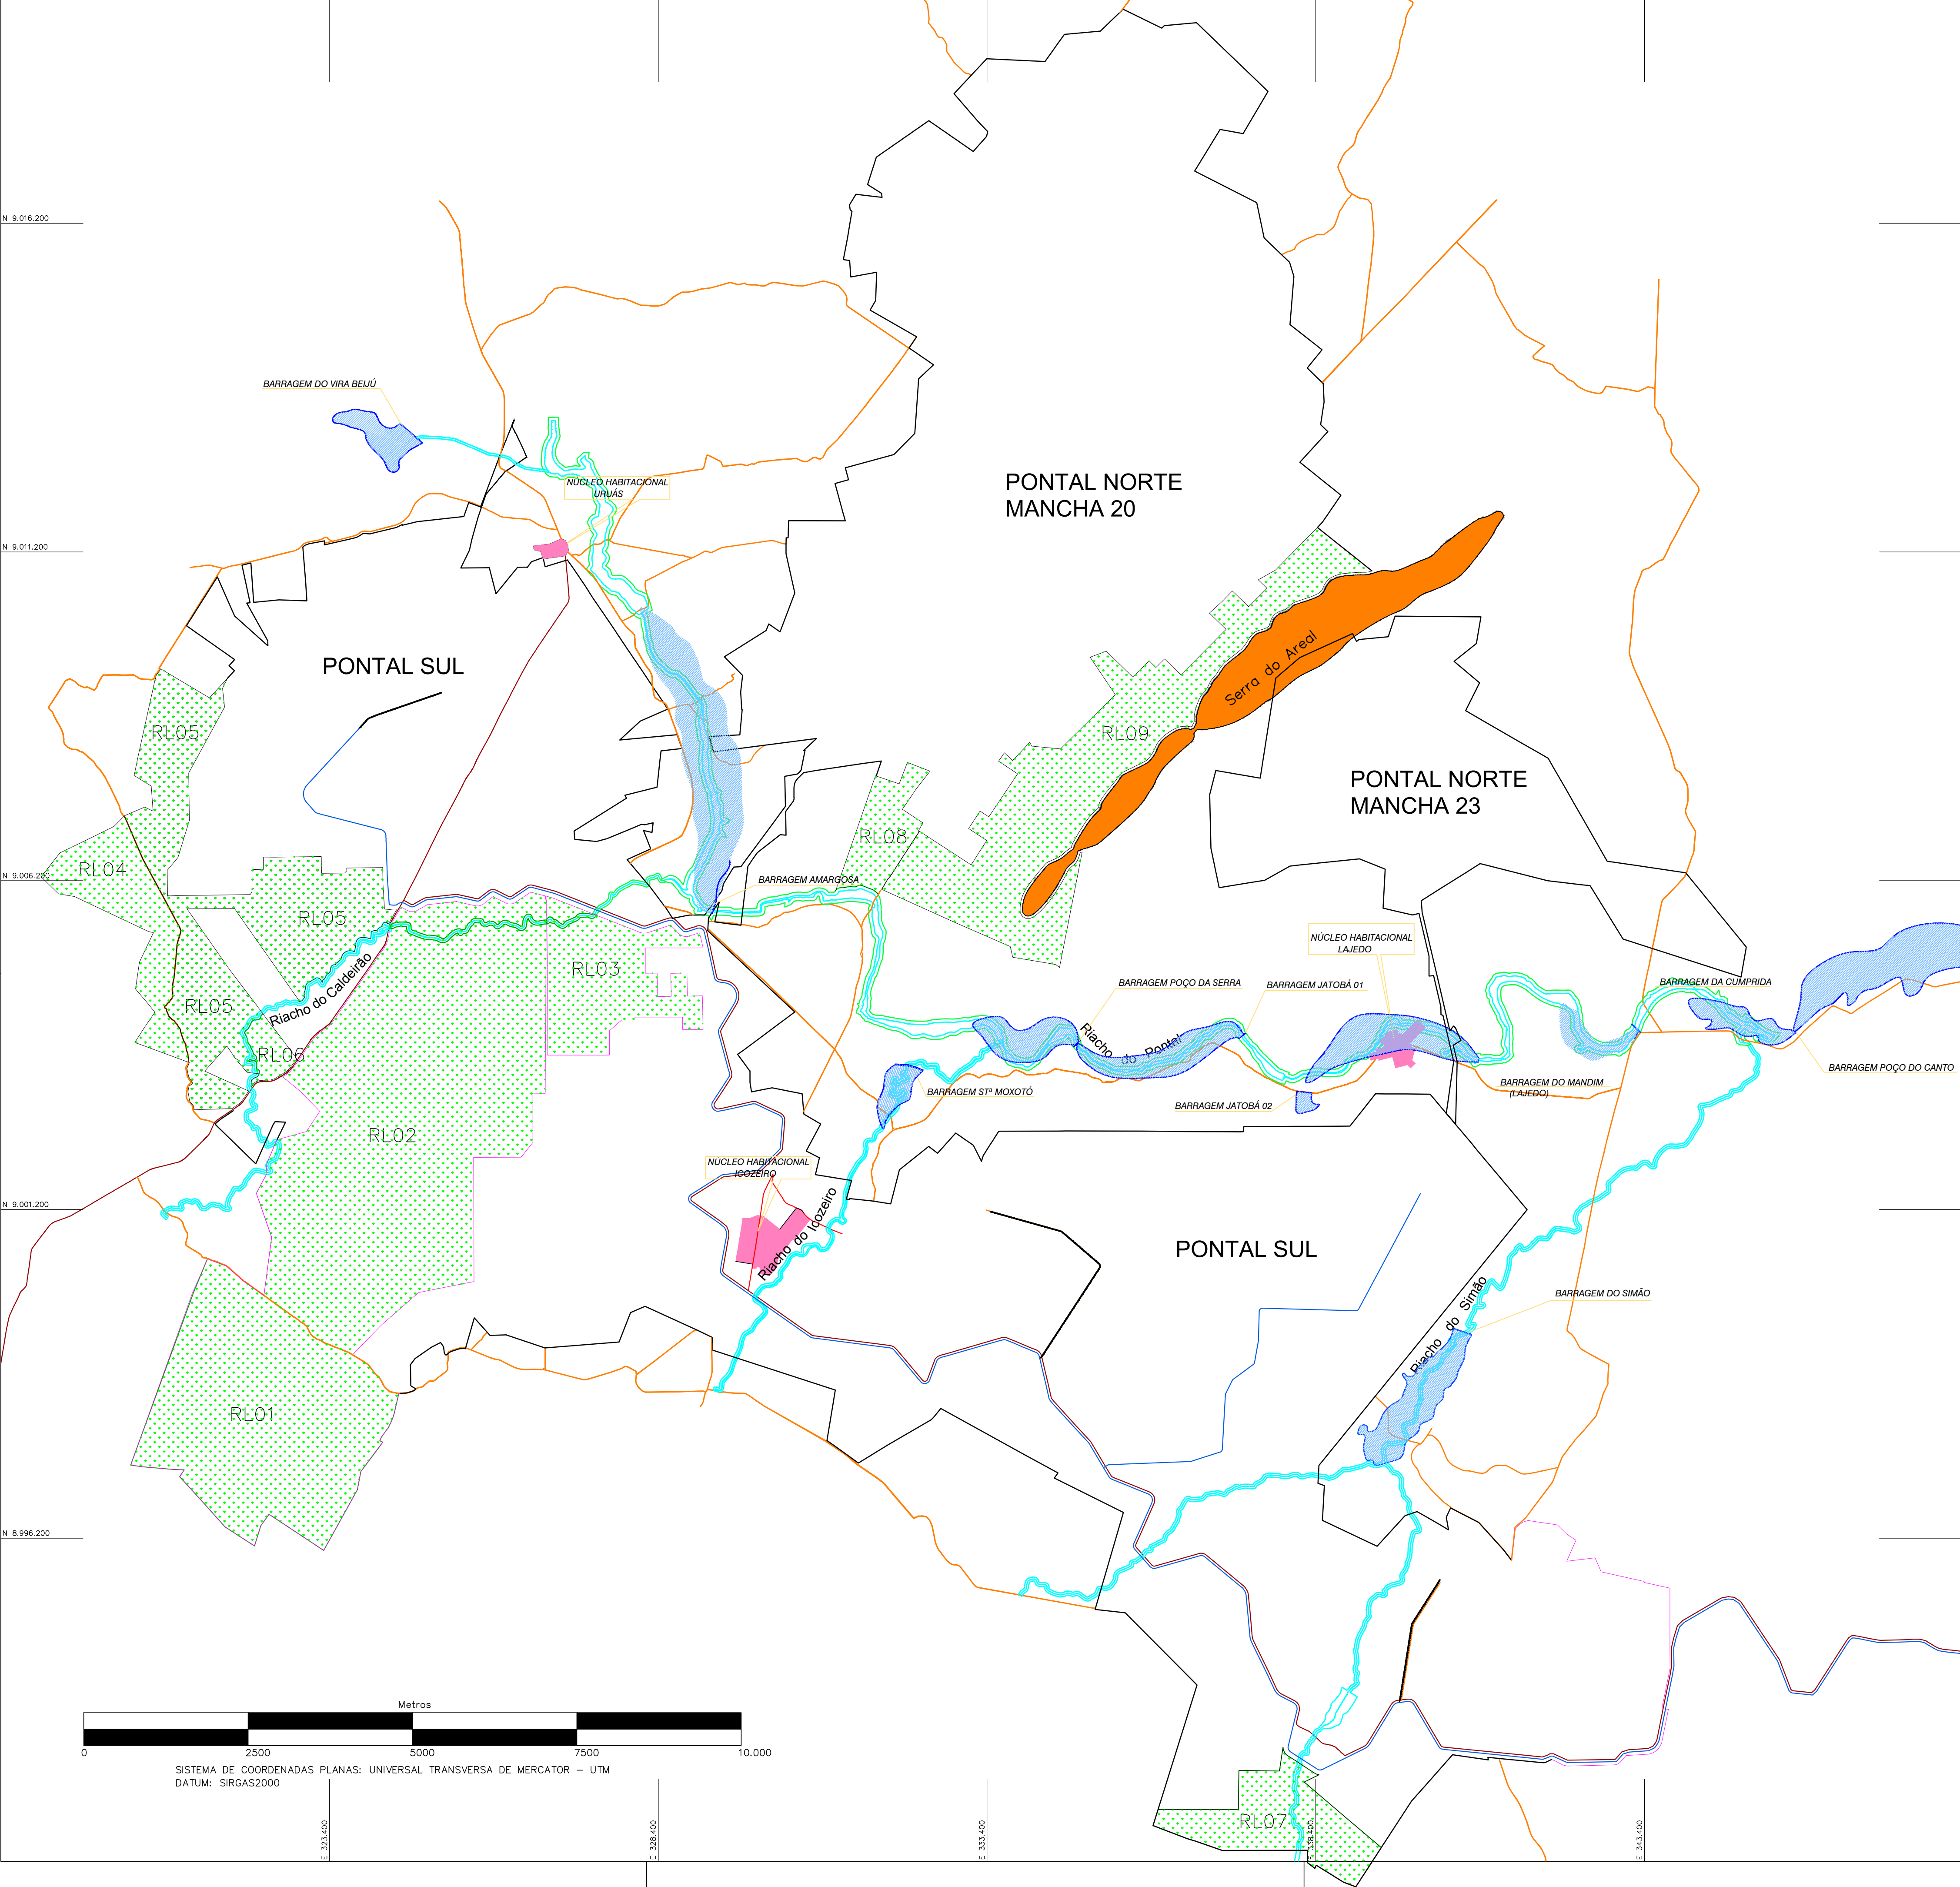 N 9.016.200
BARRAGEM DO VIRA BEIJÚ
NÚCLEO HABITACIONAL
URUÁS
PONTAL NORTE
MANCHA 20
N 9.011.200
PONTAL SUL
Serra do Areal
RL05
RL09
PONTAL NORTE
MANCHA 23
RL08
RL04
N 9.006.200
BARRAGEM AMARGOSA
RL05
NÚCLEO HABITACIONAL
LAJEDO
RL03
Riacho do Caldeirão
BARRAGEM POÇO DA SERRA
BARRAGEM JATOBÁ 01
BARRAGEM DA CUMPRIDA
RL05
Riacho do Pontal
RL06
BARRAGEM POÇO DO CANTO
BARRAGEM STª MOXOTÓ
BARRAGEM DO MANDIM
(LAJEDO)
BARRAGEM JATOBÁ 02
RL02
NÚCLEO HABITACIONAL
ICOZEIRO
Riacho do Icozeiro
N 9.001.200
PONTAL SUL
BARRAGEM DO SIMÃO
Riacho do Simão
RL01
N 8.996.200
Metros
0 2500 5000 7500 10.000
SISTEMA DE COORDENADAS PLANAS: UNIVERSAL TRANSVERSA DE MERCATOR – UTM
DATUM: SIRGAS2000
RL07
E 323.400
E 328.400
E 333.400
E 338.400
E 343.400